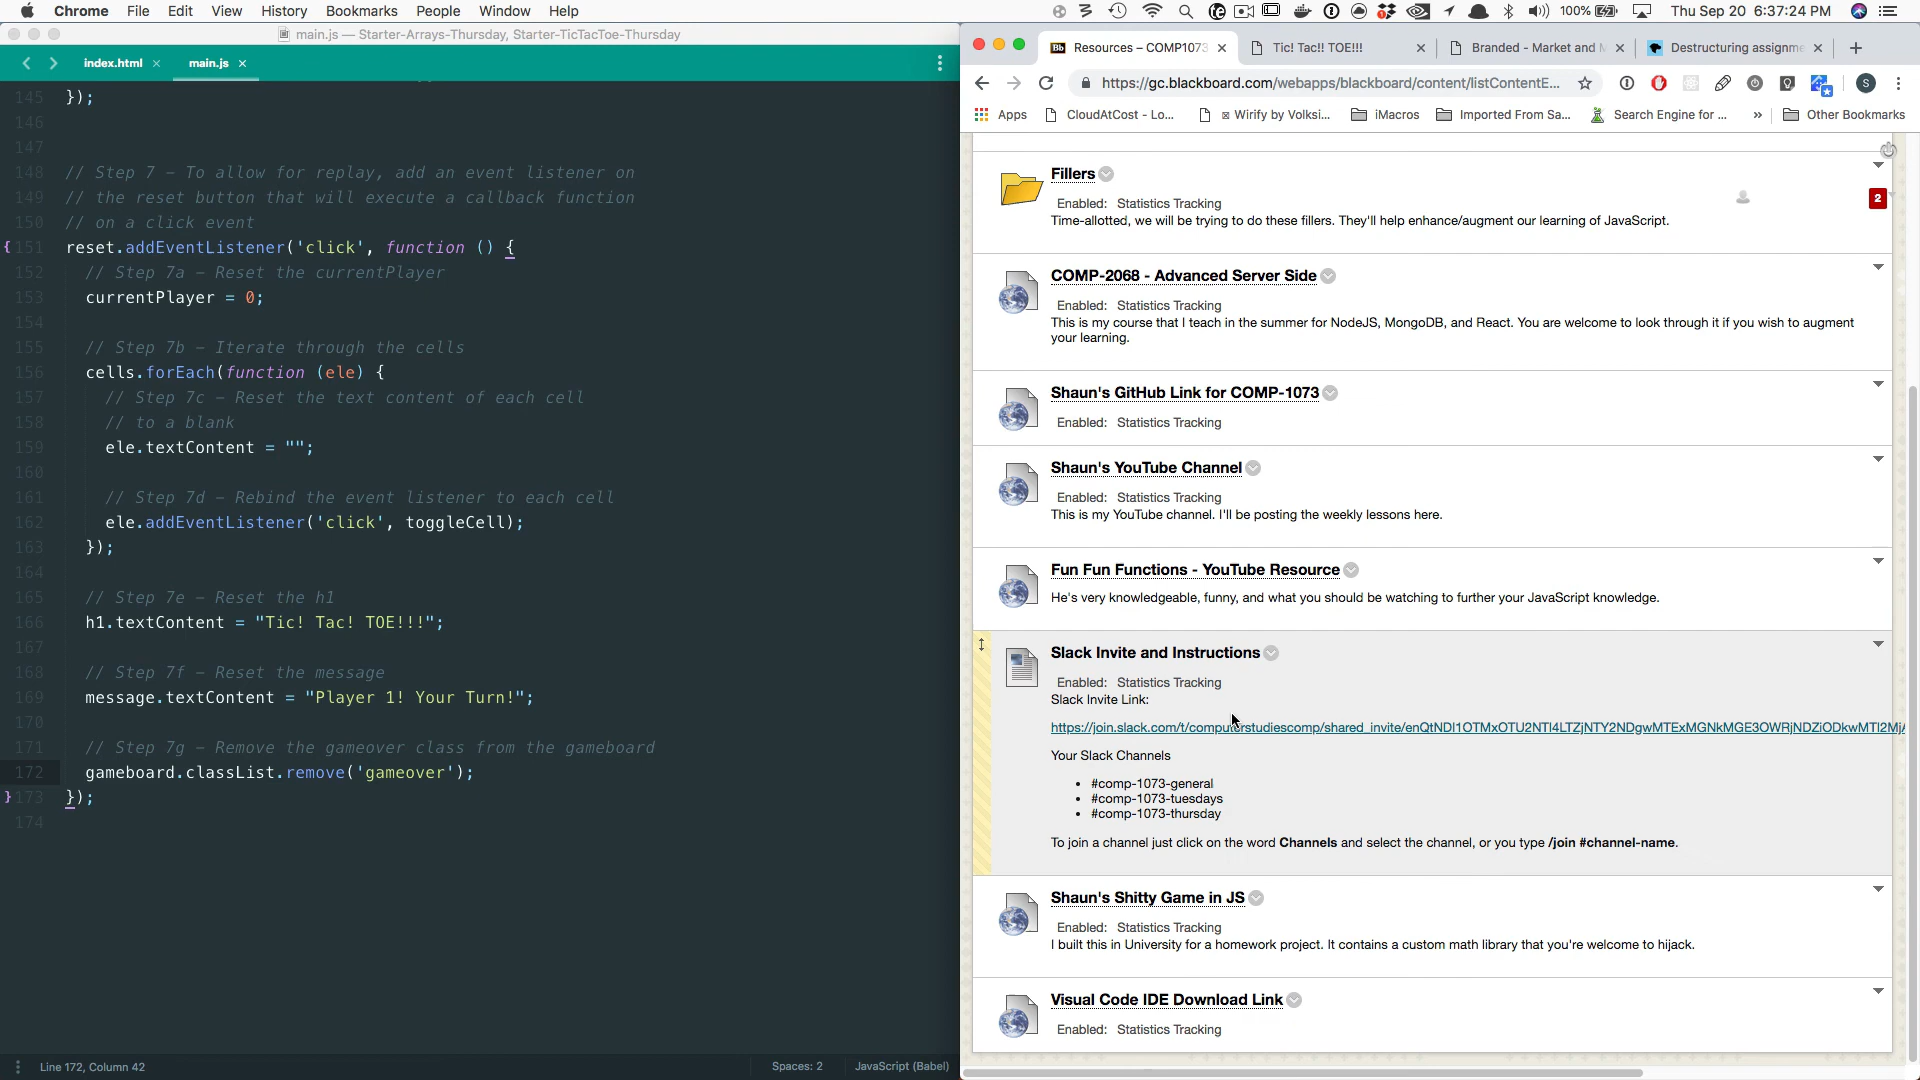 Chrome File Edit View History Bookmarks People Window Help
100% Thu Sep 20 6:37:24 PM
main.js — Starter-Arrays-Thursday, Starter-TicTacToe-Thursday
index.html × main.js ×
145 });
146
147
148 // Step 7 – To allow for replay, add an event listener on
149 // the reset button that will execute a callback function
150 // on a click event
151 reset.addEventListener('click', function () {
152 // Step 7a – Reset the currentPlayer
153 currentPlayer = 0;
154
155 // Step 7b – Iterate through the cells
156 cells.forEach(function (ele) {
157 // Step 7c – Reset the text content of each cell
158 // to a blank
159 ele.textContent = "";
160
161 // Step 7d – Rebind the event listener to each cell
162 ele.addEventListener('click', toggleCell);
163 });
164
165 // Step 7e – Reset the h1
166 h1.textContent = "Tic! Tac! TOE!!!";
167
168 // Step 7f – Reset the message
169 message.textContent = "Player 1! Your Turn!";
170
171 // Step 7g – Remove the gameover class from the gameboard
172 gameboard.classList.remove('gameover');
173 });
174
Line 172, Column 42 Spaces: 2 JavaScript (Babel)
Resources – COMP1073 × Tic! Tac!! TOE!!! × Branded - Market and × Destructuring assignme ×
https://gc.blackboard.com/webapps/blackboard/content/listContentE...
Apps CloudAtCost - Lo... Wirify by Volksi... iMacros Imported From Sa... Search Engine for ... » Other Bookmarks
Fillers
2
Enabled: Statistics Tracking
Time-allotted, we will be trying to do these fillers. They'll help enhance/augment our learning of JavaScript.
COMP-2068 - Advanced Server Side
Enabled: Statistics Tracking
This is my course that I teach in the summer for NodeJS, MongoDB, and React. You are welcome to look through it if you wish to augment
your learning.
Shaun's GitHub Link for COMP-1073
Enabled: Statistics Tracking
Shaun's YouTube Channel
Enabled: Statistics Tracking
This is my YouTube channel. I'll be posting the weekly lessons here.
Fun Fun Functions - YouTube Resource
He's very knowledgeable, funny, and what you should be watching to further your JavaScript knowledge.
Slack Invite and Instructions
Enabled: Statistics Tracking
Slack Invite Link:
Your Slack Channels
• #comp-1073-general
• #comp-1073-tuesdays
• #comp-1073-thursday
To join a channel just click on the word Channels and select the channel, or you type /join #channel-name.
Shaun's Shitty Game in JS
Enabled: Statistics Tracking
I built this in University for a homework project. It contains a custom math library that you're welcome to hijack.
Visual Code IDE Download Link
Enabled: Statistics Tracking